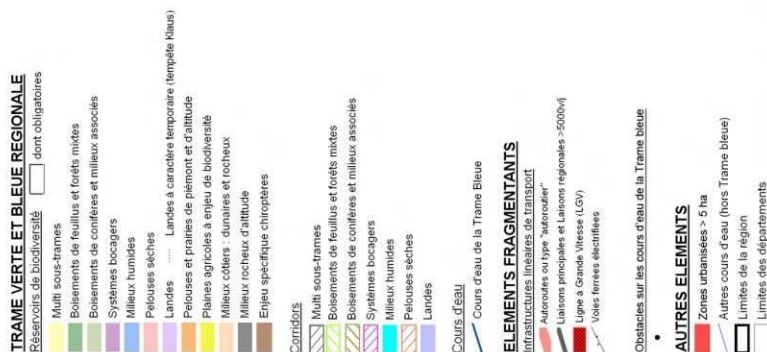 TRAME VERTE ET BLEUE REGIONALE
Réservoirs de biodiversité
dont obligatoires
Multi sous-trames
Boisements de feuillus et forêts mixtes
Boisements de conifères et milieux associés
Systèmes bocagers
Milieux humides
Pelouses sèches
Landes
Landes à caractère temporaire (tempête Klaus)
Pelouses et prairies de piémont et d'altitude
Plaines agricoles à enjeu de biodiversité
Milieux côtiers : dunaires et rocheux
Milieux rocheux d'altitude
Enjeu spécifique chiroptères
Corridors
Multi sous-trames
Boisements de feuillus et forêts mixtes
Boisements de conifères et milieux associés
Systèmes bocagers
Milieux humides
Pelouses sèches
Landes
Cours d'eau
Cours d'eau de la Trame Bleue
ELEMENTS FRAGMENTANTS
Infrastructures linéaires de transport
Autoroutes ou type "autoroutier"
Liaisons principales et Liaisons régionales >5000v/j
Ligne à Grande Vitesse (LGV)
Voies ferrées électrifiées
Obstacles sur les cours d'eau de la Trame bleue
AUTRES ELEMENTS
Zones urbanisées > 5 ha
Autres cours d'eau (hors Trame bleue)
Limites de la région
Limites des départements